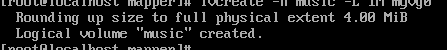 [root@localhost mapper]# lvcreate -n music -L 1M myvg0
  Rounding up size to full physical extent 4.00 MiB
  Logical volume "music" created.
[root@localhost mapper]#